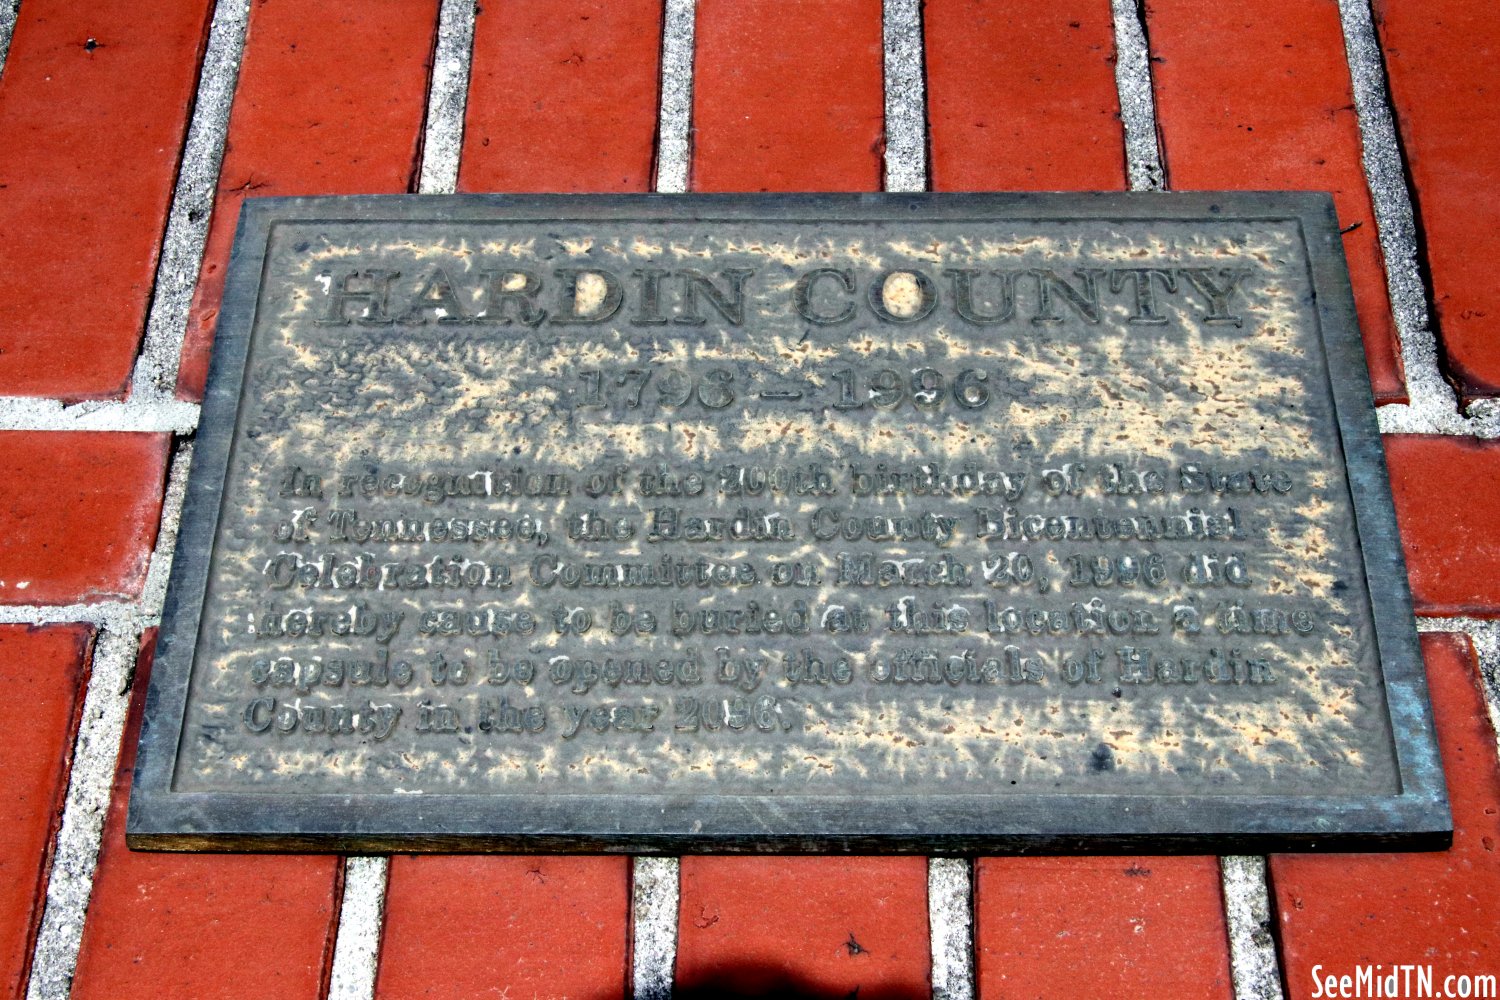 HARDIN COUNTY
1796 – 1996
In recognition of the 200th birthday of the State
of Tennessee, the Hardin County Bicentennial
Celebration Committee on March 20, 1996 did
hereby cause to be buried at this location a time
capsule to be opened by the officials of Hardin
County in the year 2096.
SeeMidTN.com